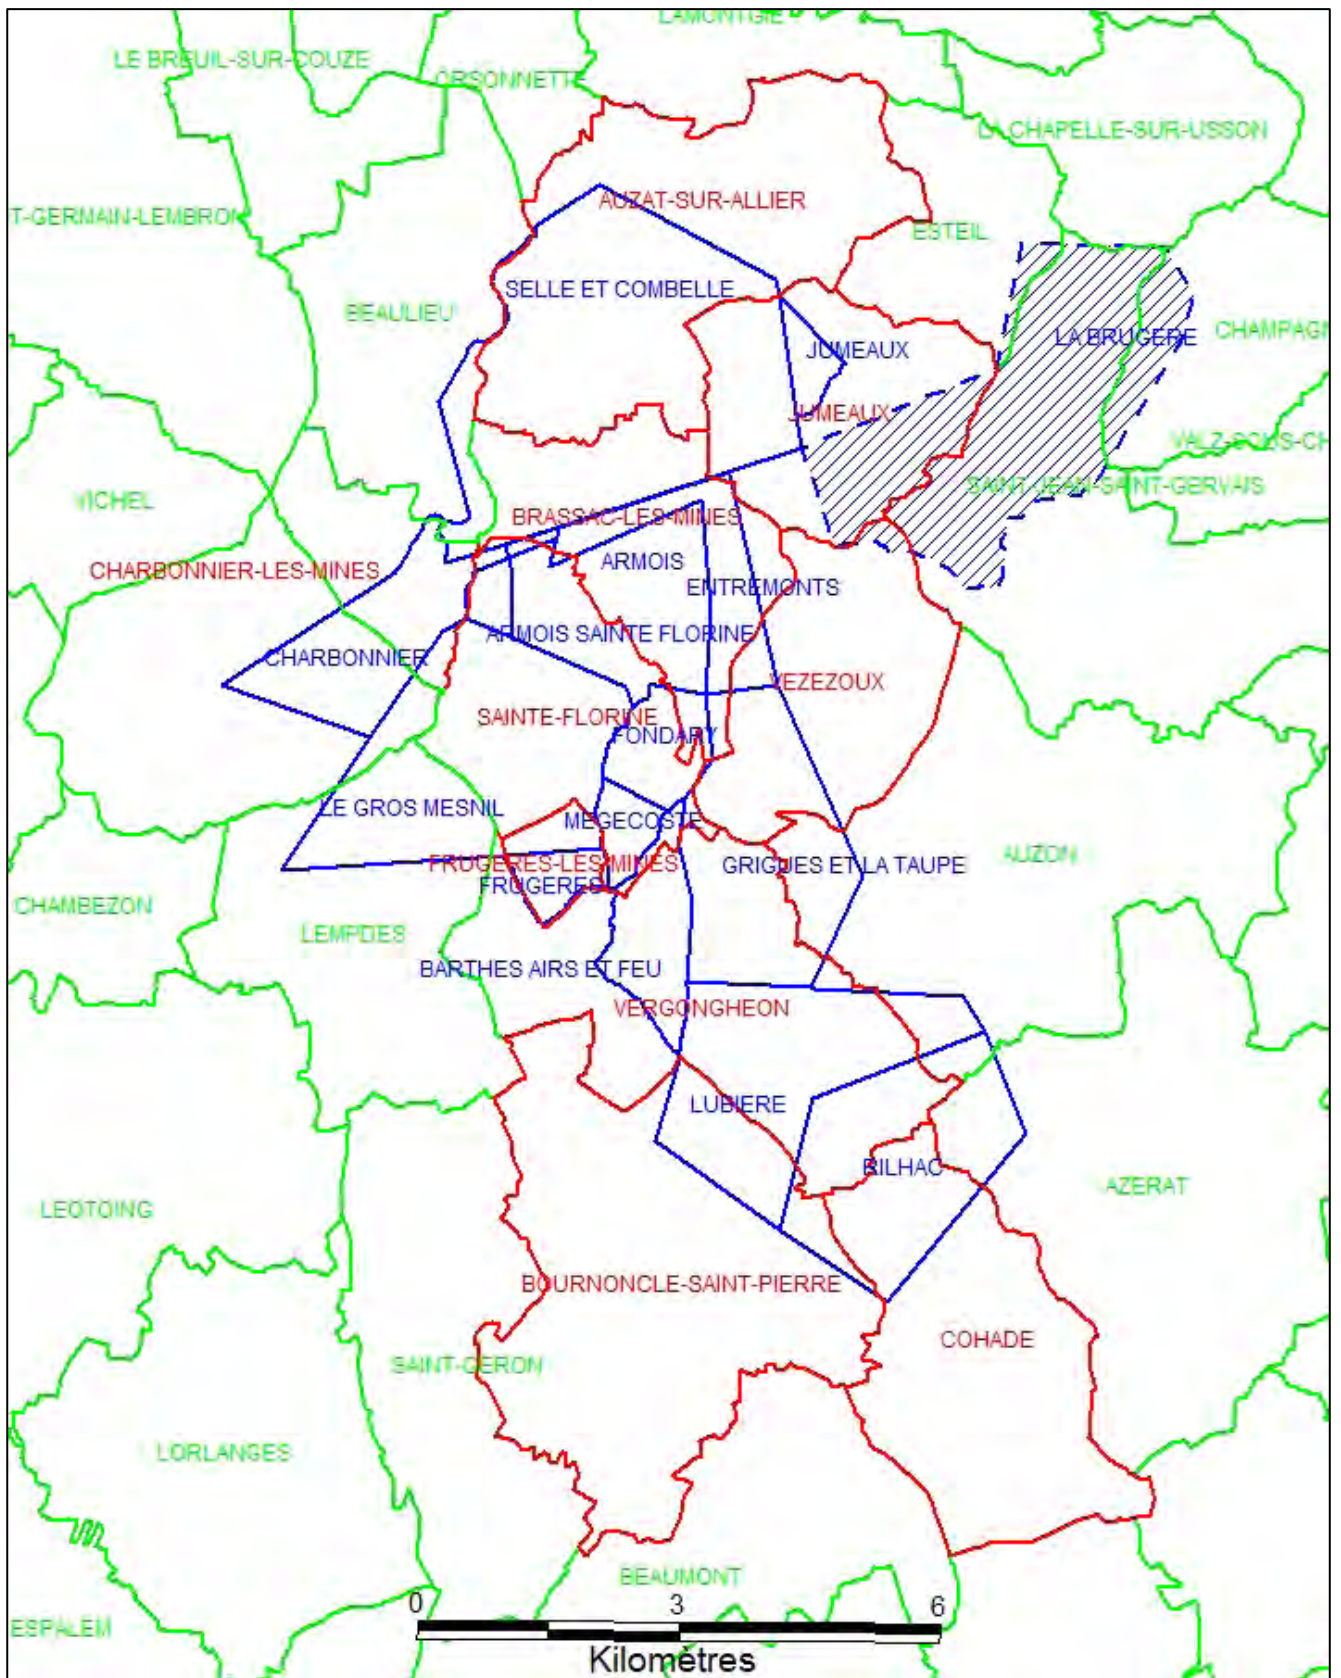 LAMONTGIE
LE BREUIL-SUR-COUZE
ORSONNETTE
LA CHAPELLE-SUR-USSON
AUZAT-SUR-ALLIER
T-GERMAIN-LEMBRON
ESTEIL
SELLE ET COMBELLE
BEAULIEU
CHAMPAGN
LA BRUGERE
JUMEAUX
JUMEAUX
VALZ-SOUS-CH
SAINT-JEAN-SAINT-GERVAIS
VICHEL
BRASSAC-LES-MINES
ARMOIS
CHARBONNIER-LES-MINES
ENTREMONTS
ARMOIS SAINTE FLORINE
CHARBONNIER
VEZEZOUX
SAINTE-FLORINE
FONDARY
LE GROS MESNIL
MEGECOSTE
AUZON
FRUGERES-LES-MINES
GRIGUES ET LA TAUPE
FRUGERES
CHAMBEZON
LEMPDES
BARTHES AIRS ET FEU
VERGONGHEON
LUBIERE
BILHAC
AZERAT
LEOTOING
BOURNONCLE-SAINT-PIERRE
COHADE
SAINT-GERON
LORLANGES
BEAUMONT
0 3 6
ESPALEM
Kilomètres